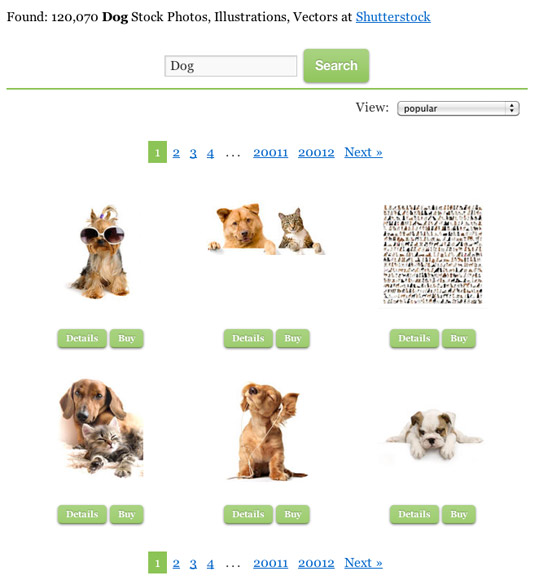 Found: 120,070 Dog Stock Photos, Illustrations, Vectors at Shutterstock
Dog Search
View: popular
1 2 3 4 ... 20011 20012 Next »
Details Buy Details Buy Details Buy
Details Buy Details Buy Details Buy
1 2 3 4 ... 20011 20012 Next »